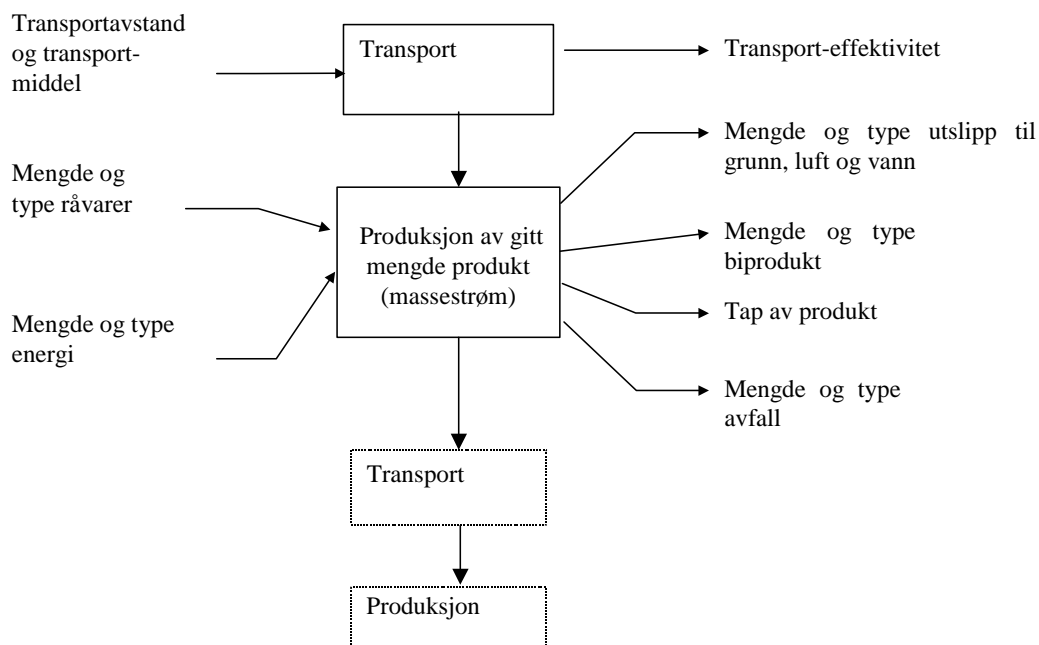 Transportavstand
og transport-
middel
Transport
Transport-effektivitet
Mengde og type utslipp til
grunn, luft og vann
Mengde og
type råvarer
Produksjon av gitt
mengde produkt
(massestrøm)
Mengde og type
biprodukt
Tap av produkt
Mengde og type
energi
Mengde og type
avfall
Transport
Produksjon